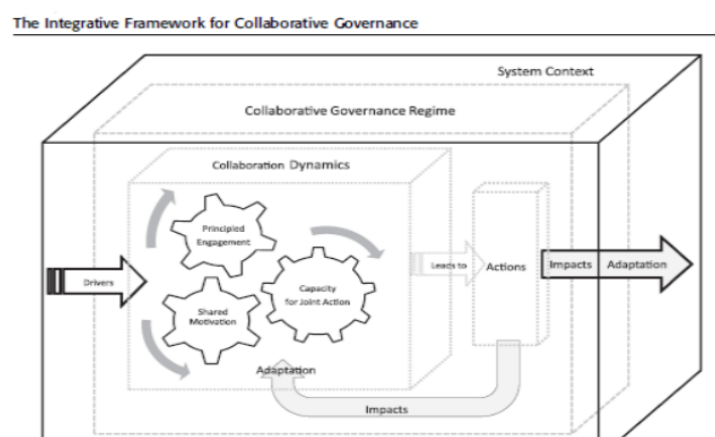 The Integrative Framework for Collaborative Governance
System Context
Collaborative Governance Regime
Collaboration Dynamics
Principled
Engagement
Drivers
Shared
Motivation
Capacity
for Joint Action
Leads to
Actions
Impacts
Adaptation
Adaptation
Impacts